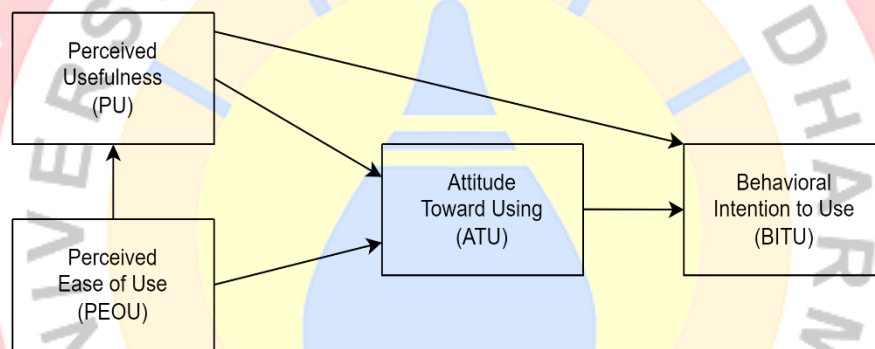 Perceived
Usefulness
(PU)
Attitude
Toward Using
(ATU)
Behavioral
Intention to Use
(BITU)
Perceived
Ease of Use
(PEOU)